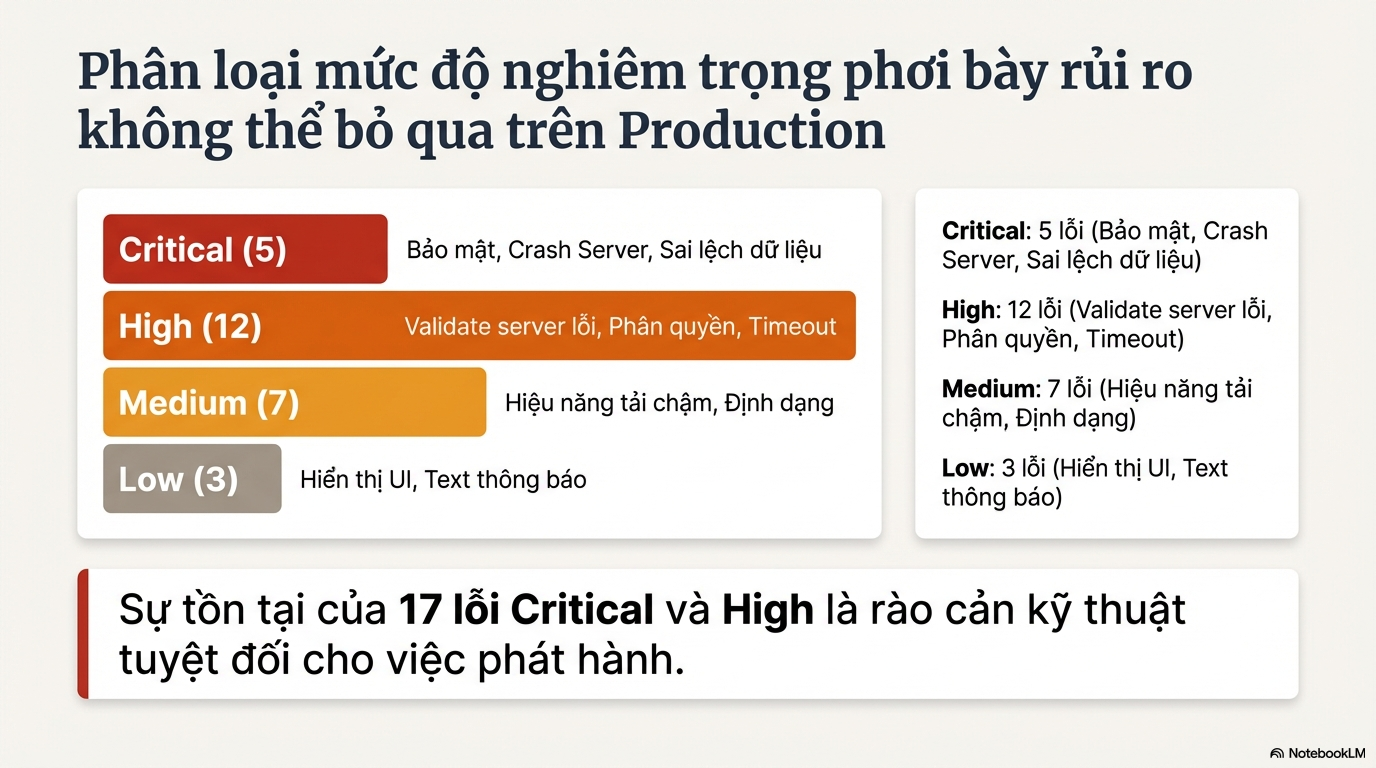 Phân loại mức độ nghiêm trọng phơi bày rủi ro
không thể bỏ qua trên Production
Critical (5)
Bảo mật, Crash Server, Sai lệch dữ liệu
High (12)
Validate server lỗi, Phân quyền, Timeout
Medium (7)
Hiệu năng tải chậm, Định dạng
Low (3)
Hiển thị UI, Text thông báo
Critical: 5 lỗi (Bảo mật, Crash
Server, Sai lệch dữ liệu)
High: 12 lỗi (Validate server lỗi,
Phân quyền, Timeout)
Medium: 7 lỗi (Hiệu năng tải
chậm, Định dạng)
Low: 3 lỗi (Hiển thị UI, Text
thông báo)
Sự tồn tại của 17 lỗi Critical và High là rào cản kỹ thuật
tuyệt đối cho việc phát hành.
NotebookLM